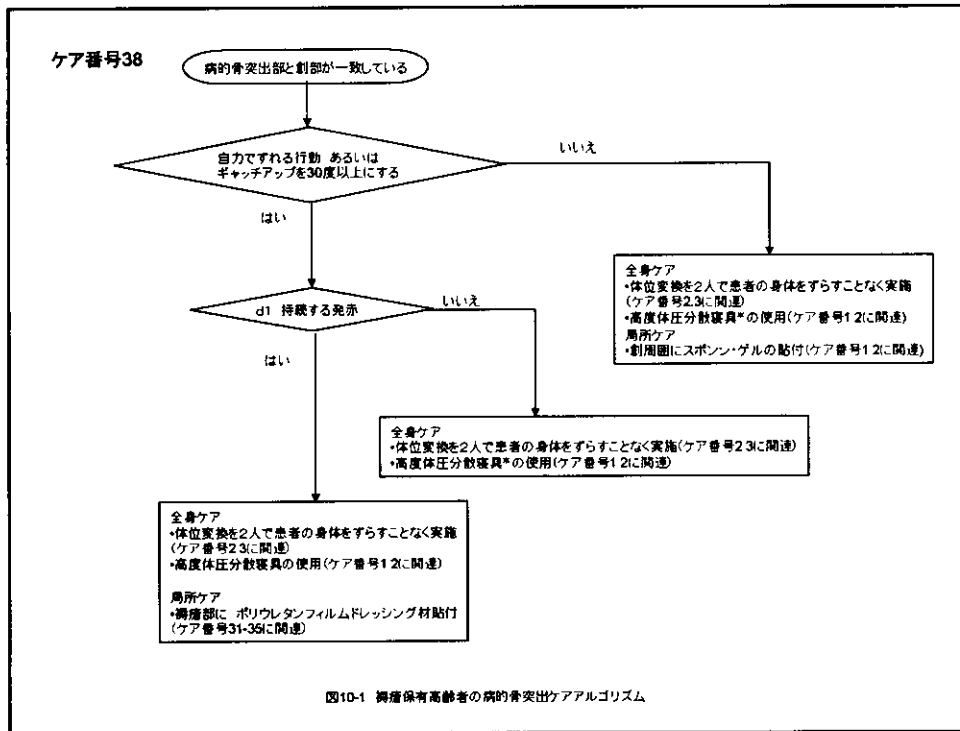 ケア番号38
病的骨突出部と創部が一致している
自力でずれる行動 あるいは
ギャッチアップを30度以上にする
いいえ
はい
全身ケア
・体位変換を2人で患者の身体をずらすことなく実施
(ケア番号2,3に関連)
・高度体圧分散寝具*の使用(ケア番号1 2に関連)
局所ケア
・創周囲にスポンジ・ゲルの貼付(ケア番号1 2に関連)
d1 持続する発赤
いいえ
はい
全身ケア
・体位変換を2人で患者の身体をずらすことなく実施(ケア番号2 3に関連)
・高度体圧分散寝具*の使用(ケア番号1 2に関連)
全身ケア
・体位変換を2人で患者の身体をずらすことなく実施
(ケア番号2 3に関連)
・高度体圧分散寝具の使用(ケア番号1 2に関連)
局所ケア
・褥瘡部に ポリウレタンフィルムドレッシング材貼付
(ケア番号31-35に関連)
図10-1 褥瘡保有高齢者の病的骨突出ケアアルゴリズム